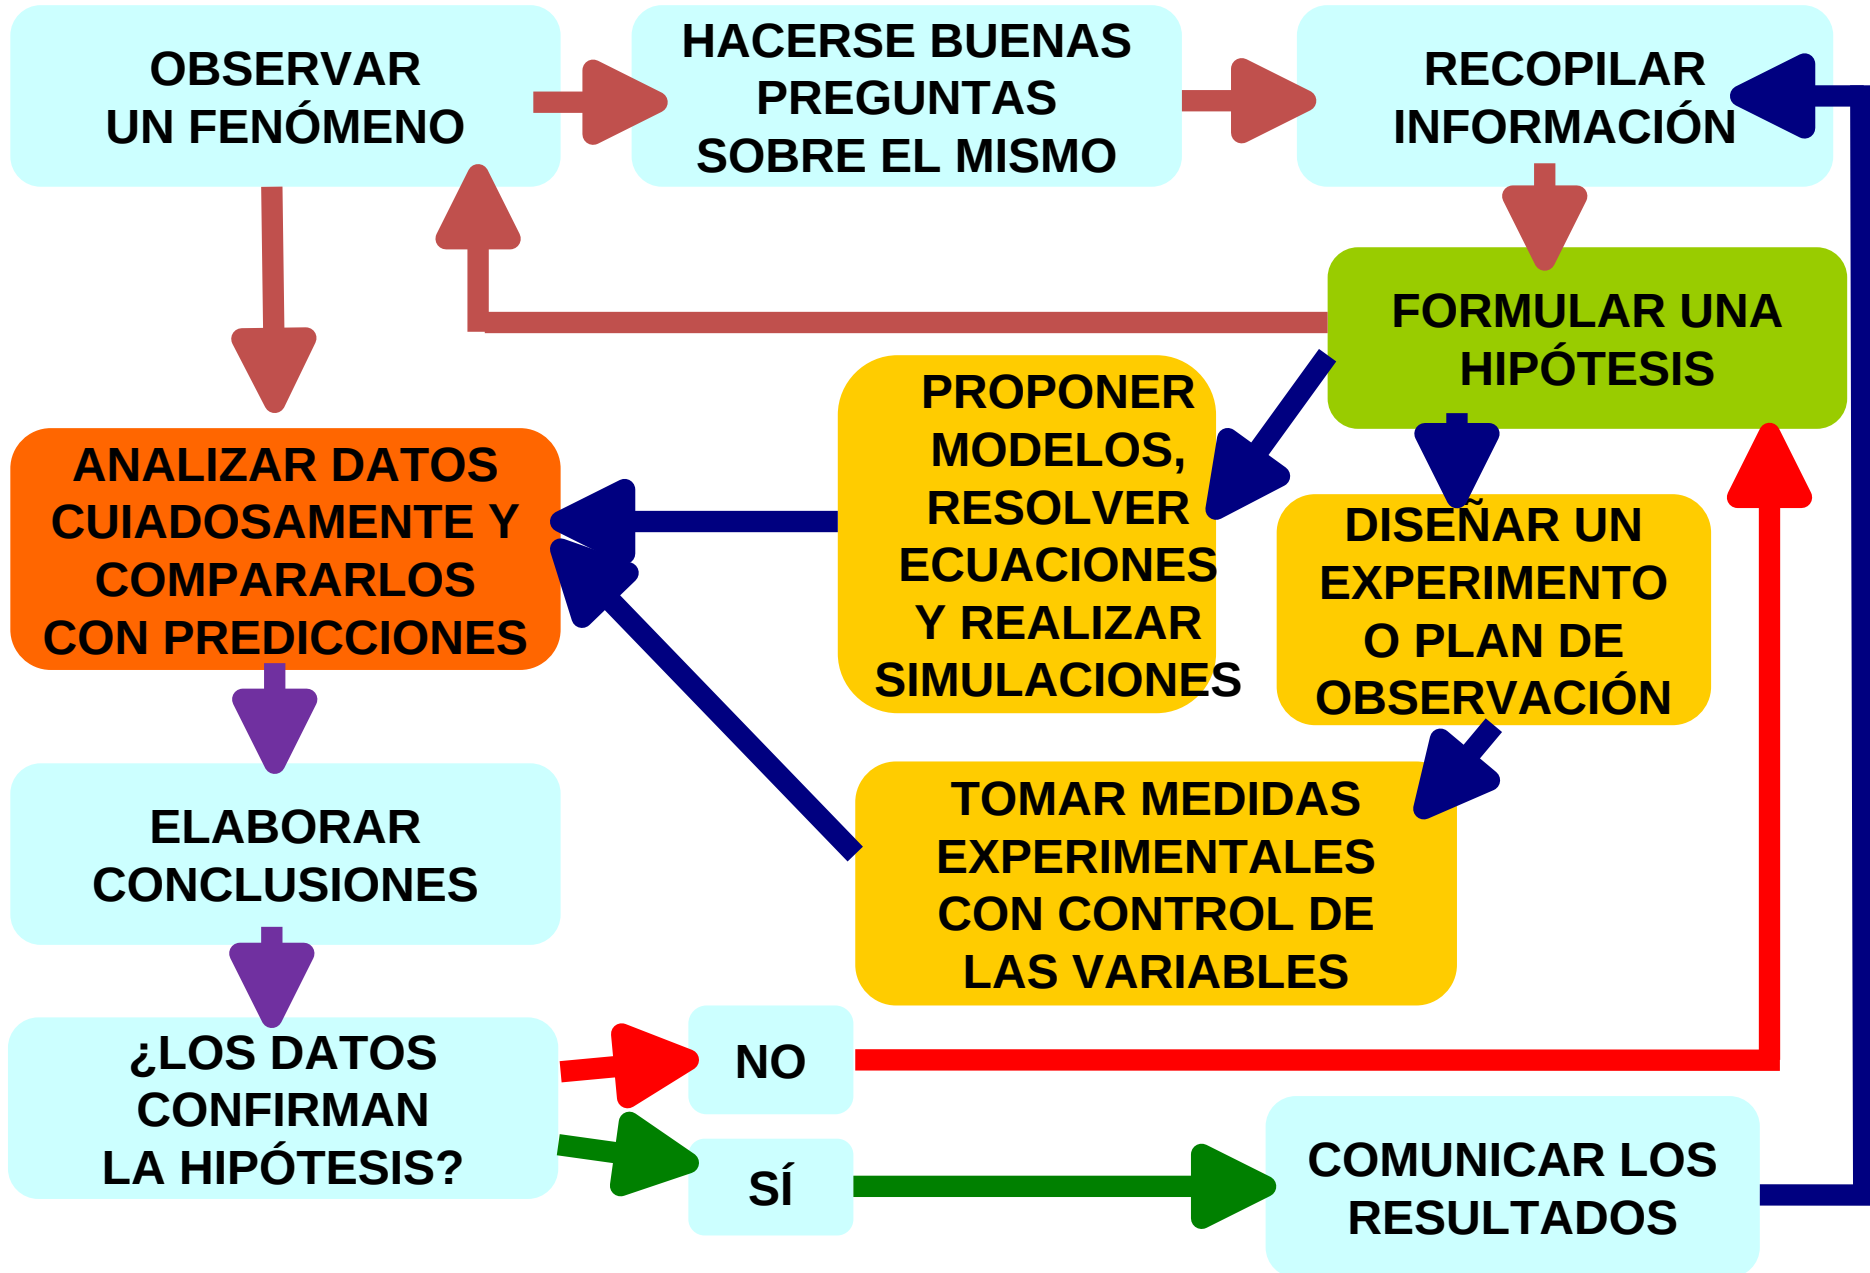 OBSERVAR
UN FENÓMENO
HACERSE BUENAS
PREGUNTAS
SOBRE EL MISMO
RECOPILAR
INFORMACIÓN
FORMULAR UNA
HIPÓTESIS
PROPONER
MODELOS,
RESOLVER
ECUACIONES
Y REALIZAR
SIMULACIONES
DISEÑAR UN
EXPERIMENTO
O PLAN DE
OBSERVACIÓN
ANALIZAR DATOS
CUIADOSAMENTE Y
COMPARARLOS
CON PREDICCIONES
TOMAR MEDIDAS
EXPERIMENTALES
CON CONTROL DE
LAS VARIABLES
ELABORAR
CONCLUSIONES
¿LOS DATOS
CONFIRMAN
LA HIPÓTESIS?
NO
SÍ
COMUNICAR LOS
RESULTADOS